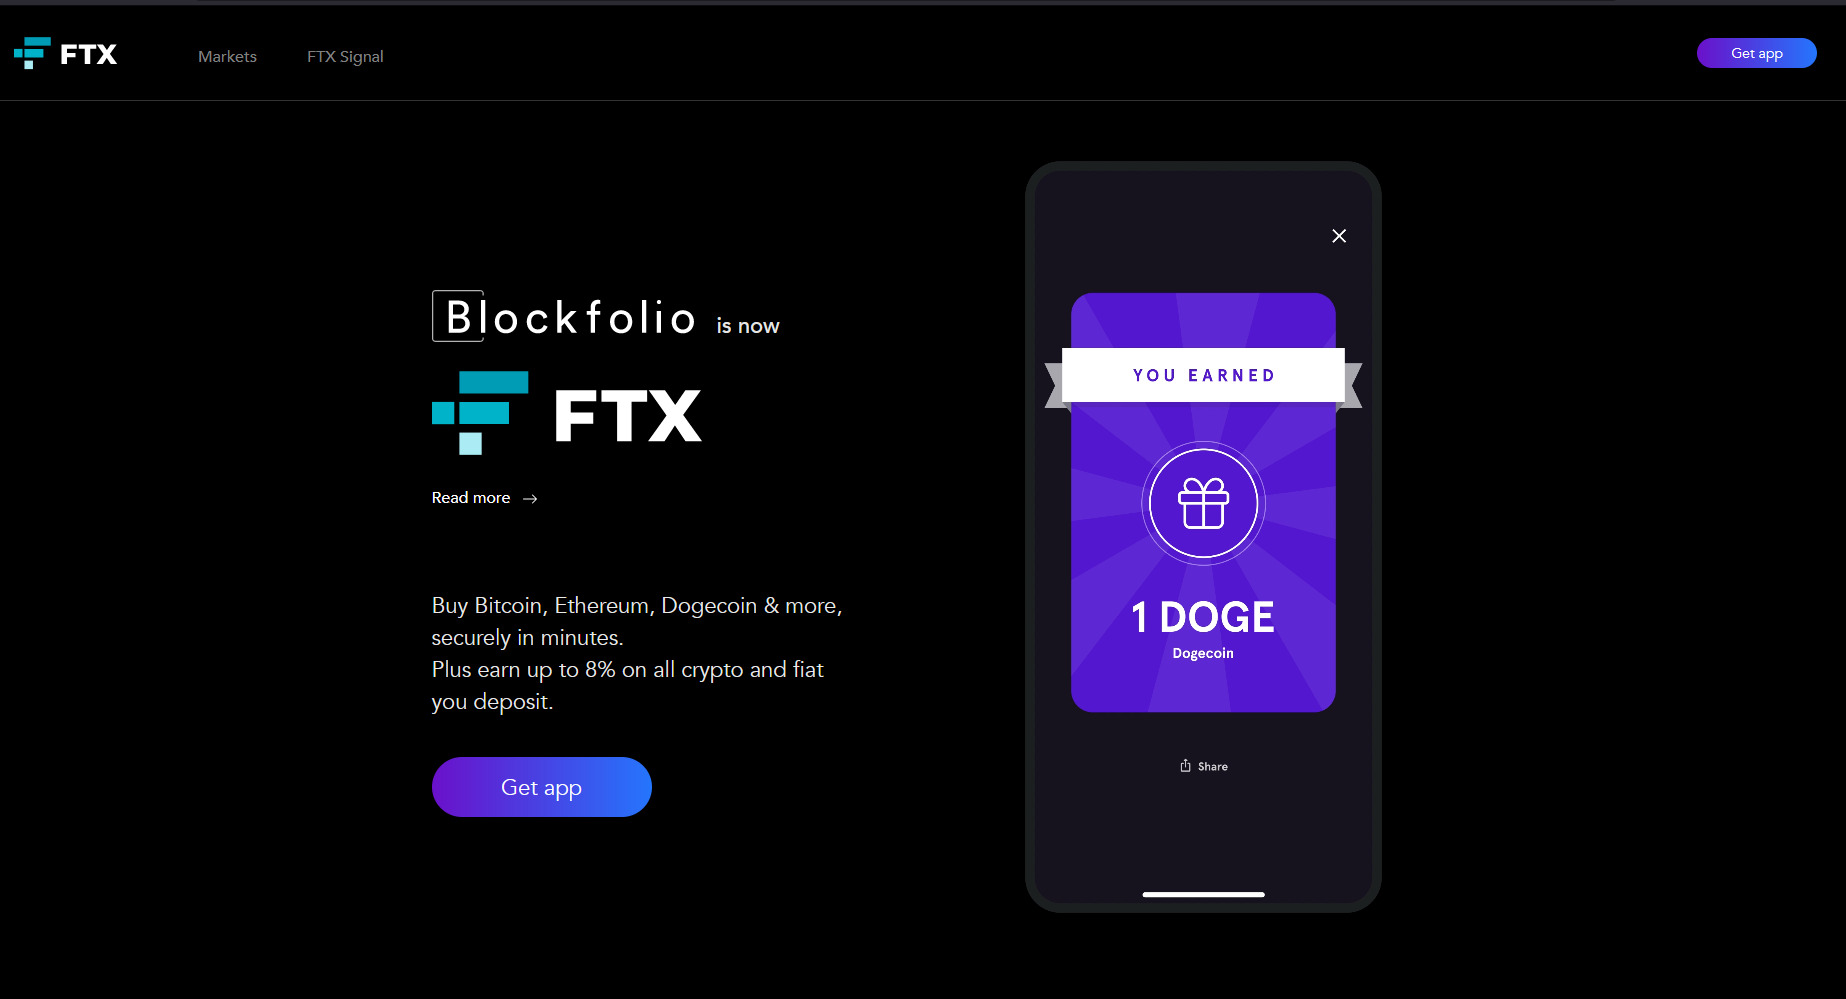 FTX
Markets
FTX Signal
Get app
Blockfolio is now
FTX
Read more →
Buy Bitcoin, Ethereum, Dogecoin & more,
securely in minutes.
Plus earn up to 8% on all crypto and fiat
you deposit.
Get app
YOU EARNED
1 DOGE
Dogecoin
Share